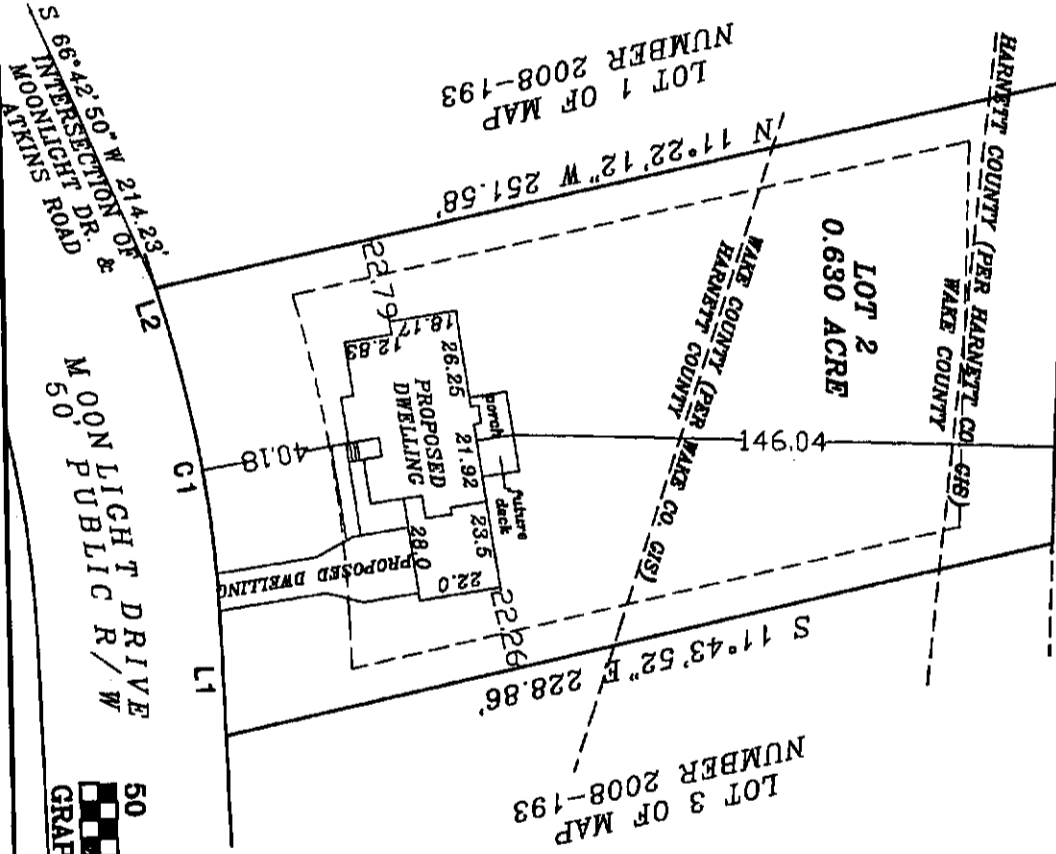 HARNETT COUNTY (PER HARNETT CO. GIS)
WAKE COUNTY
LOT 1 OF MAP
NUMBER 2008-193
N 11°22'12" W 251.58'
WAKE COUNTY (PER WAKE CO. GIS)
HARNETT COUNTY
LOT 2
0.630 ACRE
S 66°42'50" W 214.23'
INTERSECTION OF
MOONLIGHT DR. &
ATKINS ROAD
L2
22.79
18.17
12.83
26.25
porch
PROPOSED
DWELLING
21.92
future
deck
146.04
40.18
C1
23.5
28.0
22.0
22.26
PROPOSED DWELLING
MOONLIGHT DRIVE
50' PUBLIC R/W
L1
S 11°43'52" E 228.86'
LOT 3 OF MAP
NUMBER 2008-193
50
GRAP